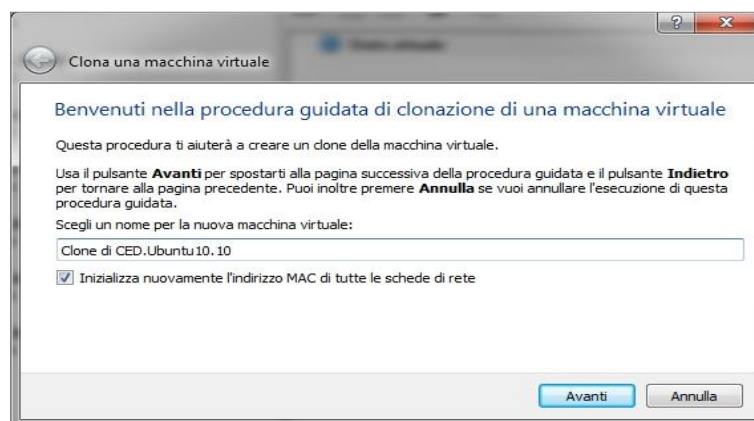 Clona una macchina virtuale
Benvenuti nella procedura guidata di clonazione di una macchina virtuale
Questa procedura ti aiuterà a creare un clone della macchina virtuale.
Usa il pulsante Avanti per spostarti alla pagina successiva della procedura guidata e il pulsante Indietro
per tornare alla pagina precedente. Puoi inoltre premere Annulla se vuoi annullare l'esecuzione di questa
procedura guidata.
Scegli un nome per la nuova macchina virtuale:
Clone di CED.Ubuntu10.10
Inizializza nuovamente l'indirizzo MAC di tutte le schede di rete
Avanti Annulla